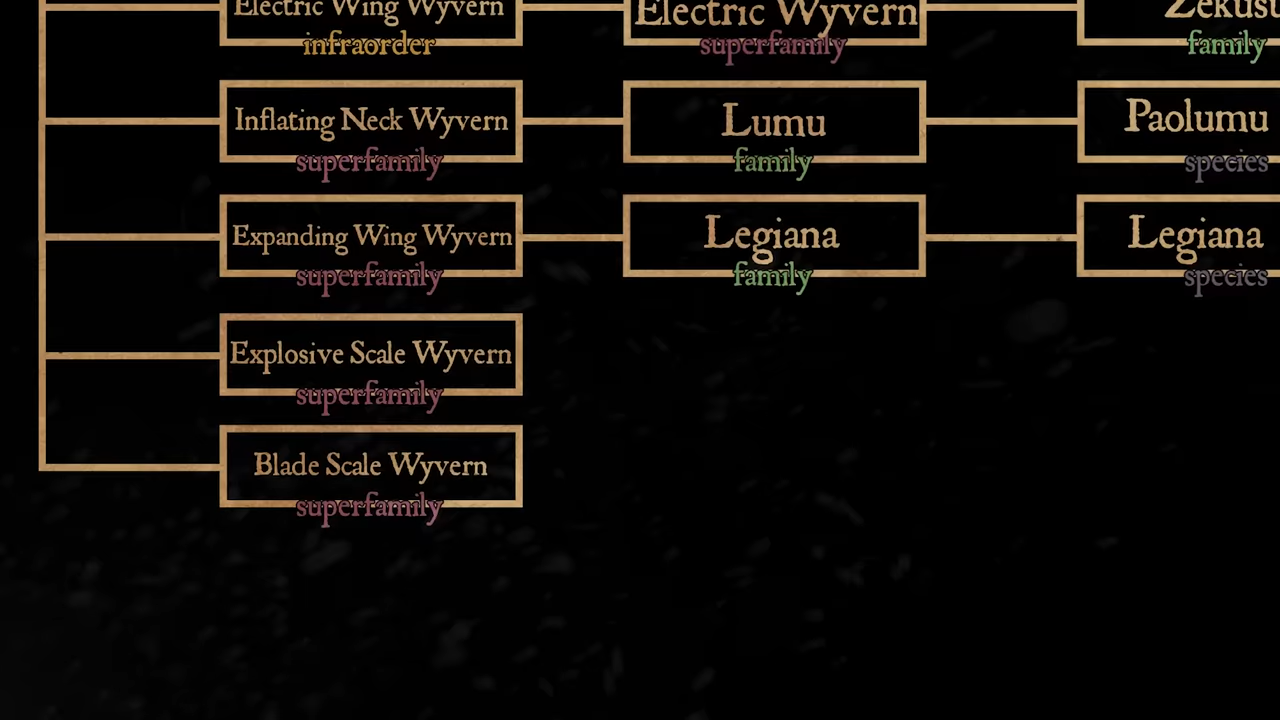 Electric Wing Wyvern
infraorder
Electric Wyvern
superfamily
family
Inflating Neck Wyvern
superfamily
Lumu
family
Paolumu
species
Expanding Wing Wyvern
superfamily
Legiana
family
Legiana
species
Explosive Scale Wyvern
superfamily
Blade Scale Wyvern
superfamily